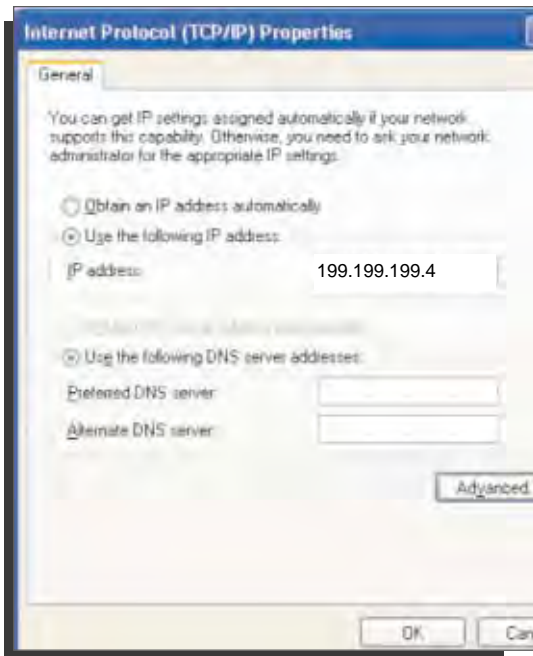 Internet Protocol (TCP/IP) Properties
General
You can get IP settings assigned automatically if your network
supports this capability. Otherwise, you need to ask your network
administrator for the appropriate IP settings.
Obtain an IP address automatically
Use the following IP address:
IP address: 199.199.199.4
Use the following DNS server addresses:
Preferred DNS server:
Alternate DNS server:
Advanced
OK
Can